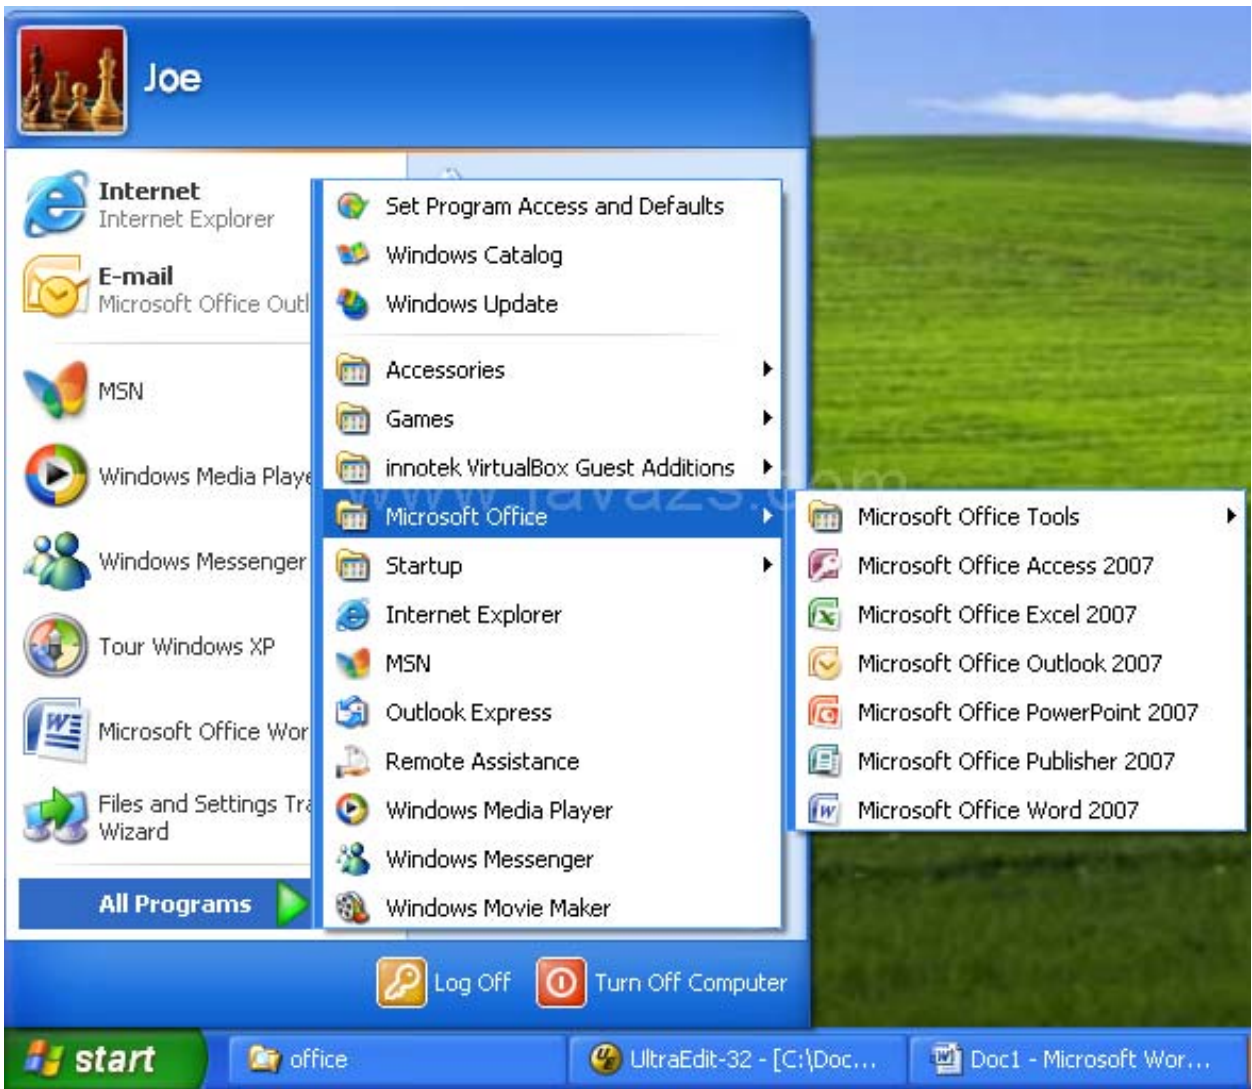 Joe
Internet
Internet Explorer
E-mail
Microsoft Office Outl
MSN
Windows Media Playe
Windows Messenger
Tour Windows XP
Microsoft Office Wor
Files and Settings Tra
Wizard
All Programs
Set Program Access and Defaults
Windows Catalog
Windows Update
Accessories
Games
innotek VirtualBox Guest Additions
www.java2s.com
Microsoft Office
Startup
Internet Explorer
MSN
Outlook Express
Remote Assistance
Windows Media Player
Windows Messenger
Windows Movie Maker
Microsoft Office Tools
Microsoft Office Access 2007
Microsoft Office Excel 2007
Microsoft Office Outlook 2007
Microsoft Office PowerPoint 2007
Microsoft Office Publisher 2007
Microsoft Office Word 2007
Log Off
Turn Off Computer
start
office
UltraEdit-32 - [C:\Doc...
Doc1 - Microsoft Wor...